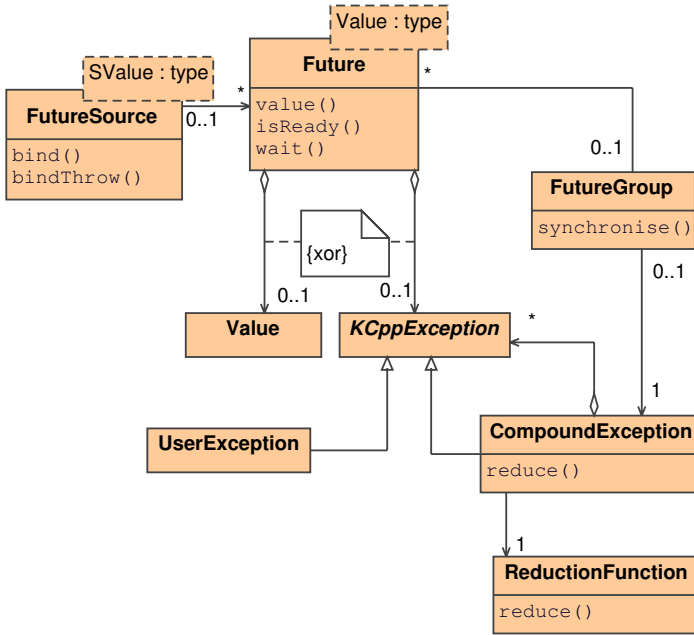 Value : type
Future
value()
isReady()
wait()
SValue : type
FutureSource
bind()
bindThrow()
0..1
*
*
0..1
FutureGroup
synchronise()
0..1
1
{xor}
0..1
0..1
Value
KCppException
*
UserException
CompoundException
reduce()
1
ReductionFunction
reduce()